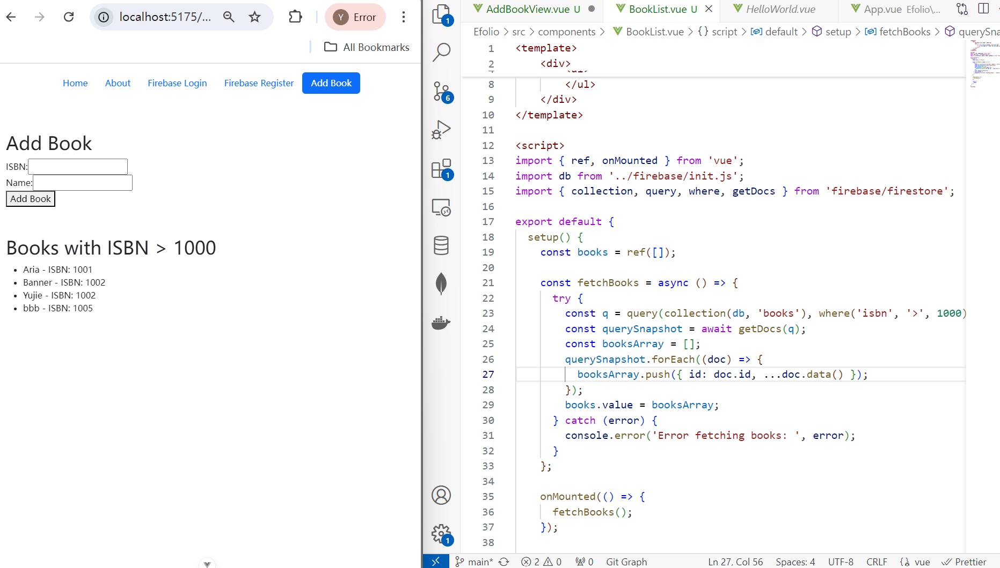 localhost:5175/...
Y Error
All Bookmarks
Home About Firebase Login Firebase Register Add Book
Add Book
ISBN:
Name:
Add Book
Books with ISBN > 1000
• Aria - ISBN: 1001
• Banner - ISBN: 1002
• Yujie - ISBN: 1002
• bbb - ISBN: 1005
1
6
1
1
AddBookView.vue U BookList.vue U HelloWorld.vue App.vue Efolio\...
Efolio > src > components > BookList.vue > {} script > default > setup > fetchBooks > querySna
1 <template>
2 <div>
8 </ul>
9 </div>
10 </template>
11
12 <script>
13 import { ref, onMounted } from 'vue';
14 import db from '../firebase/init.js';
15 import { collection, query, where, getDocs } from 'firebase/firestore';
16
17 export default {
18 setup() {
19 const books = ref([]);
20
21 const fetchBooks = async () => {
22 try {
23 const q = query(collection(db, 'books'), where('isbn', '>', 1000)
24 const querySnapshot = await getDocs(q);
25 const booksArray = [];
26 querySnapshot.forEach((doc) => {
27 booksArray.push({ id: doc.id, ...doc.data() });
28 });
29 books.value = booksArray;
30 } catch (error) {
31 console.error('Error fetching books: ', error);
32 }
33 };
34
35 onMounted(() => {
36 fetchBooks();
37 });
38
main* 2 0 0 Git Graph Ln 27, Col 56 Spaces: 4 UTF-8 CRLF vue Prettier